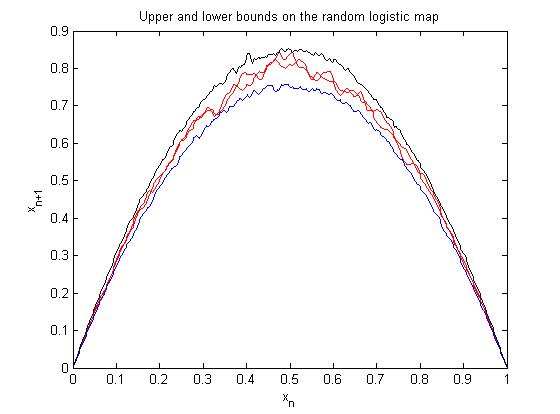 Upper and lower bounds on the random logistic map
0.9
0.8
0.7
0.6
0.5
0.4
0.3
0.2
0.1
0
x_{n+1}
0 0.1 0.2 0.3 0.4 0.5 0.6 0.7 0.8 0.9 1
x_n